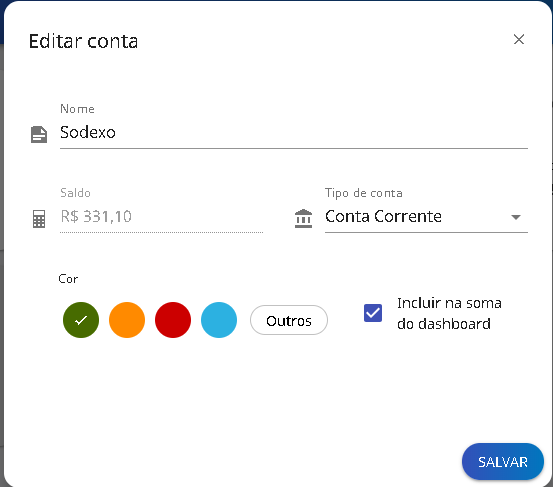 Editar conta
Nome
Sodexo
Saldo
R$ 331,10
Tipo de conta
Conta Corrente
Cor
Outros
Incluir na soma
do dashboard
SALVAR